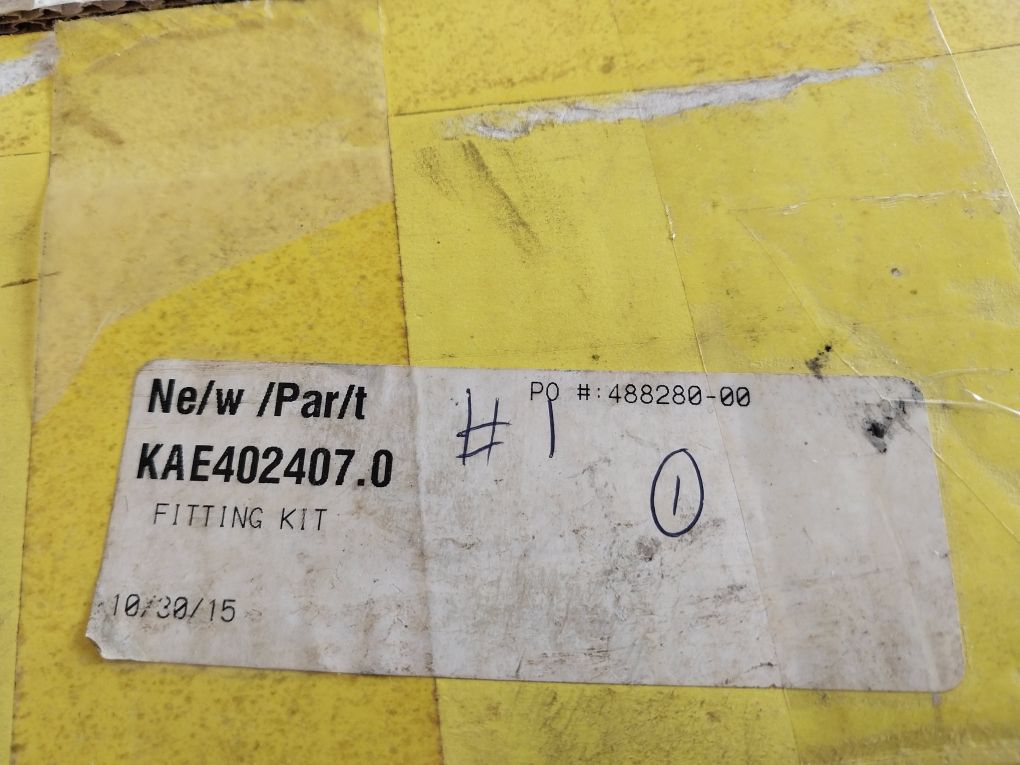 Ne/w /Par/t
PO #:488280-00
#1
KAE402407.0
1
FITTING KIT
10/30/15